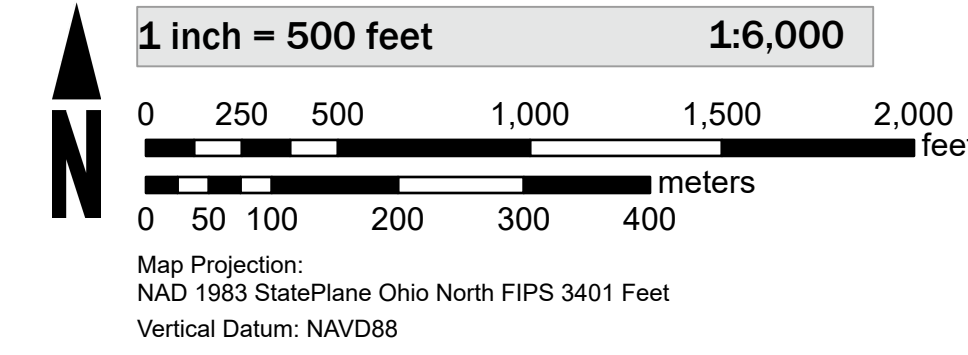 1 inch = 500 feet 1:6,000
0 250 500 1,000 1,500 2,000
feet
meters
0 50 100 200 300 400
N
Map Projection:
NAD 1983 StatePlane Ohio North FIPS 3401 Feet
Vertical Datum: NAVD88